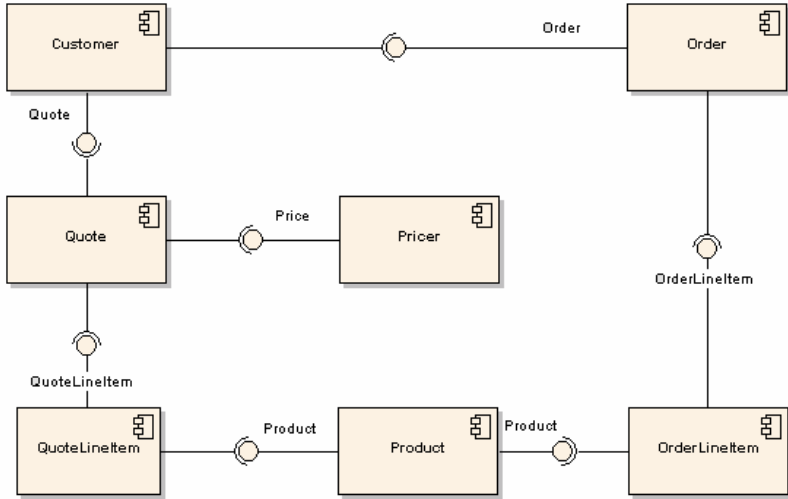 Customer
Order
Order
Quote
Quote
Price
Pricer
OrderLineItem
QuoteLineItem
QuoteLineItem
Product
Product
Product
OrderLineItem